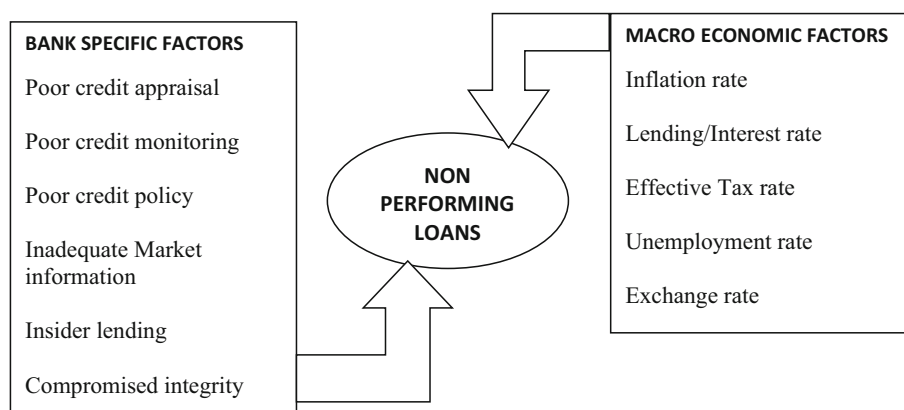 BANK SPECIFIC FACTORS
Poor credit appraisal
Poor credit monitoring
Poor credit policy
Inadequate Market
information
Insider lending
Compromised integrity
NON
PERFORMING
LOANS
MACRO ECONOMIC FACTORS
Inflation rate
Lending/Interest rate
Effective Tax rate
Unemployment rate
Exchange rate